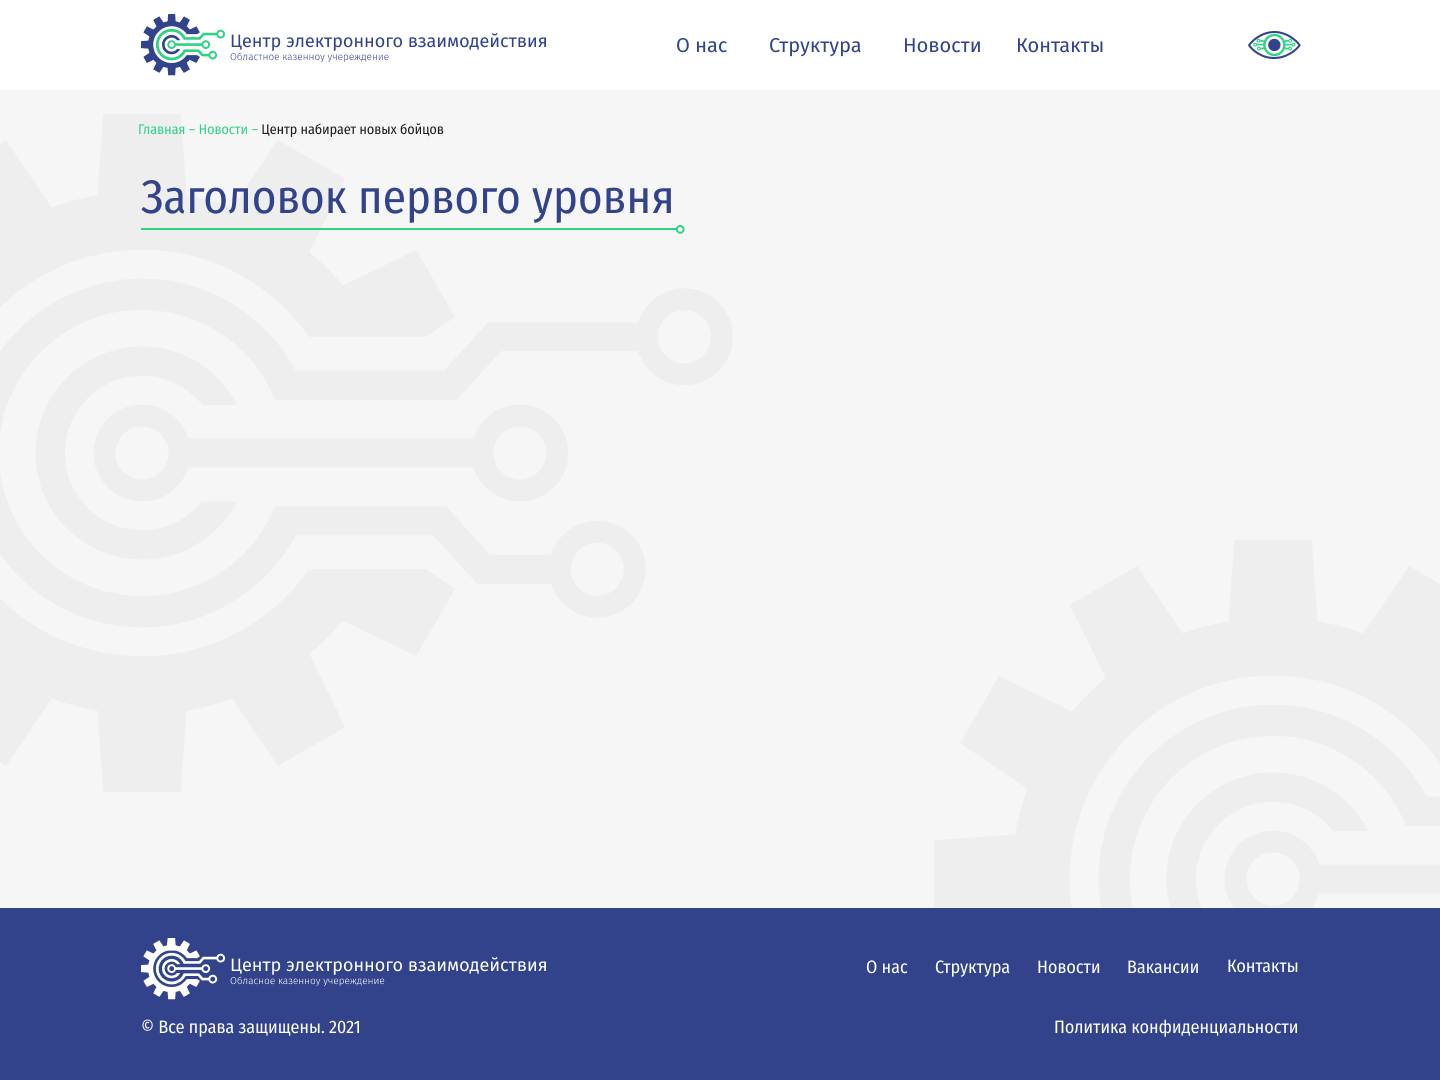 Центр электронного взаимодействия
Областное казенноу учереждение
О нас Структура Новости Контакты
Главная – Новости – Центр набирает новых бойцов
Заголовок первого уровня
Центр электронного взаимодействия
Обласное казенноу учереждение
О нас Структура Новости Вакансии Контакты
© Все права защищены. 2021
Политика конфиденциальности